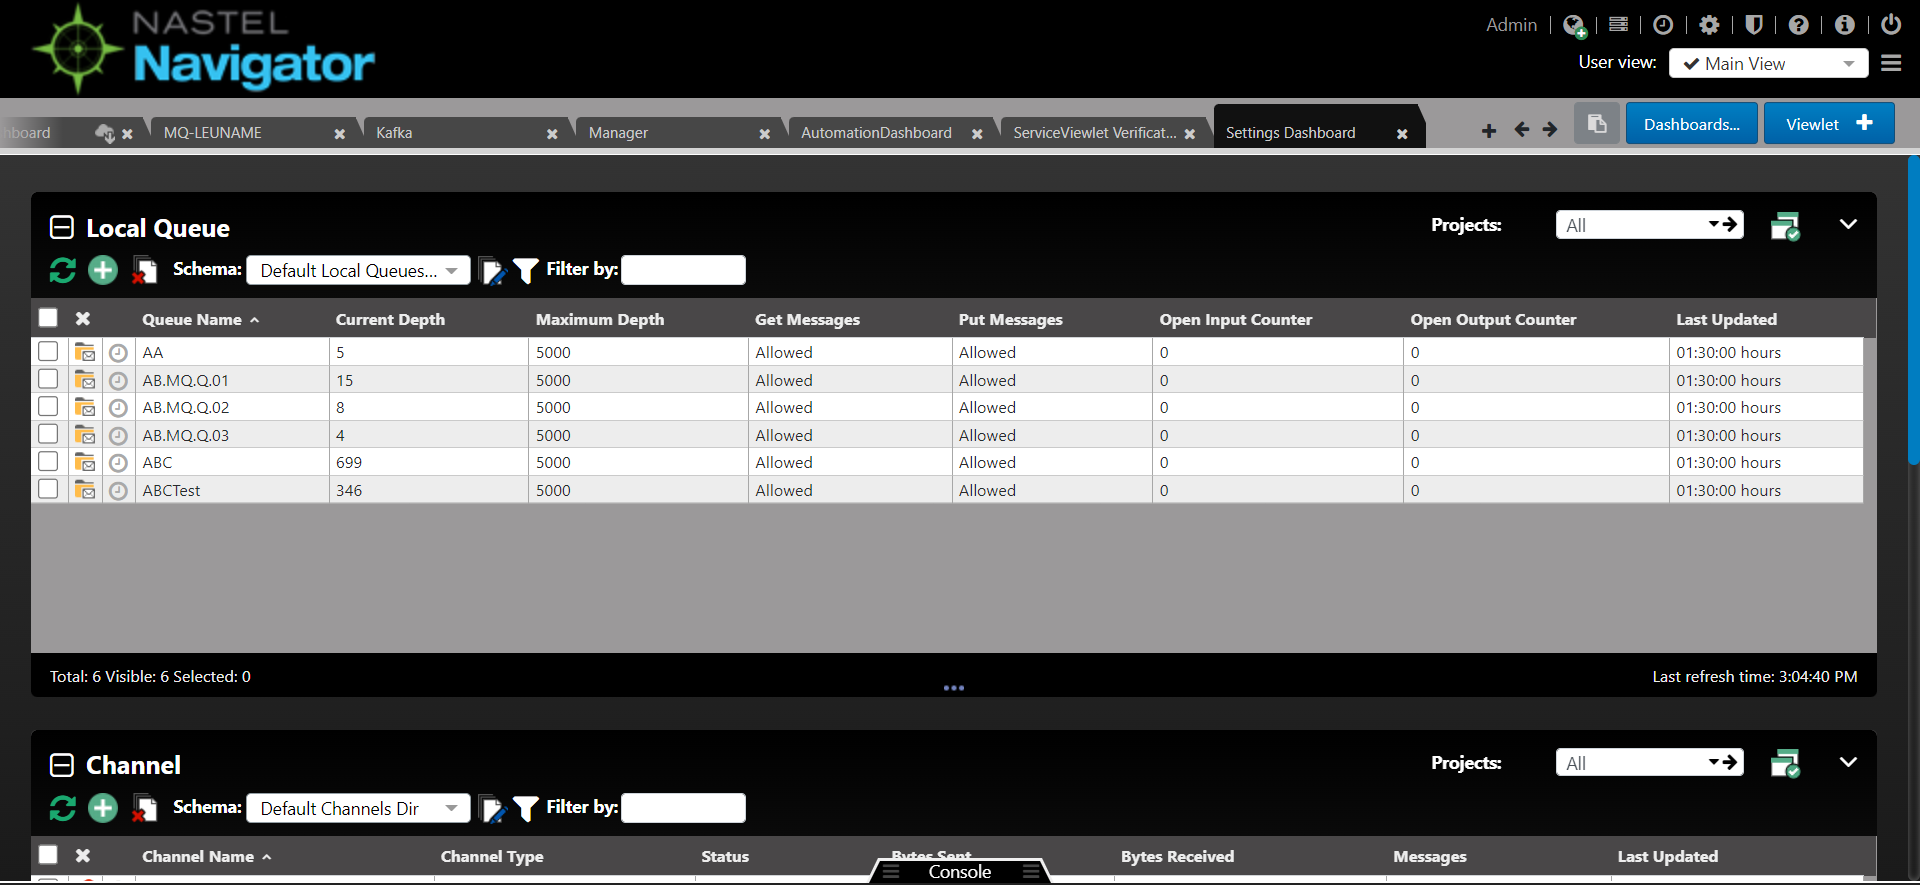 NASTEL
Navigator
Admin
User view: Main View
hboard
MQ-LEUNAME
Kafka
Manager
AutomationDashboard
ServiceViewlet Verificat...
Settings Dashboard
Dashboards...
Viewlet
Local Queue
Projects: All
Schema: Default Local Queues... Filter by:
Queue Name Current Depth Maximum Depth Get Messages Put Messages Open Input Counter Open Output Counter Last Updated
AA 5 5000 Allowed Allowed 0 0 01:30:00 hours
AB.MQ.Q.01 15 5000 Allowed Allowed 0 0 01:30:00 hours
AB.MQ.Q.02 8 5000 Allowed Allowed 0 0 01:30:00 hours
AB.MQ.Q.03 4 5000 Allowed Allowed 0 0 01:30:00 hours
ABC 699 5000 Allowed Allowed 0 0 01:30:00 hours
ABCTest 346 5000 Allowed Allowed 0 0 01:30:00 hours
Total: 6 Visible: 6 Selected: 0
Last refresh time: 3:04:40 PM
Channel
Projects: All
Schema: Default Channels Dir Filter by:
Channel Name Channel Type Status Bytes Sent Bytes Received Messages Last Updated
Console